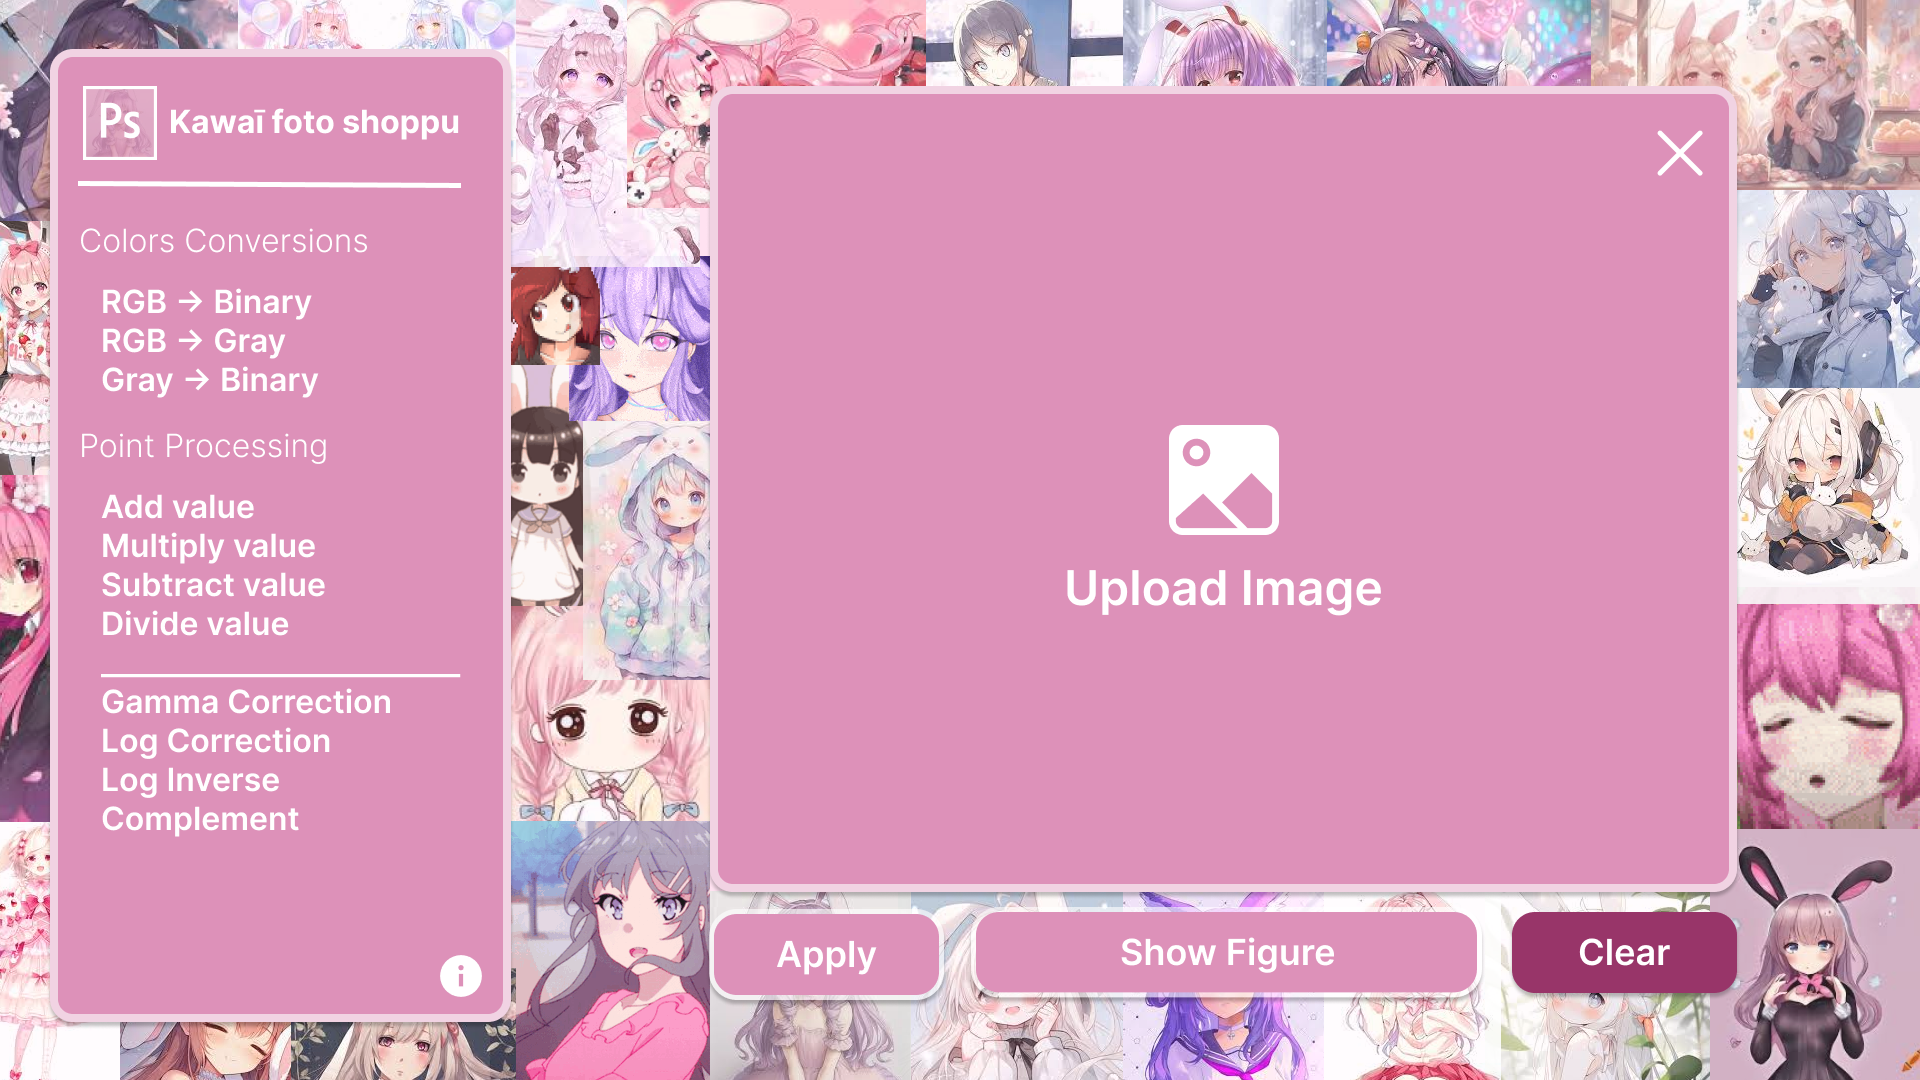 Ps
Kawaī foto shoppu
Colors Conversions
RGB → Binary
RGB → Gray
Gray → Binary
Point Processing
Add value
Multiply value
Subtract value
Divide value
Gamma Correction
Log Correction
Log Inverse
Complement
Upload Image
Apply
Show Figure
Clear